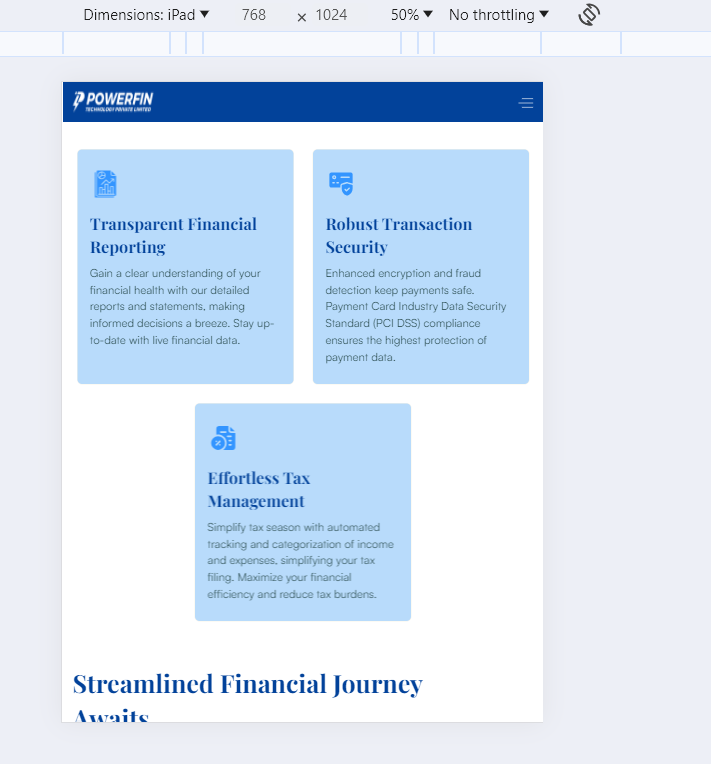 Dimensions: iPad ▼ 768 × 1024 50% ▼ No throttling ▼
POWERFIN
TECHNOLOGY PRIVATE LIMITED
Transparent Financial
Reporting
Gain a clear understanding of your
financial health with our detailed
reports and statements, making
informed decisions a breeze. Stay up-
to-date with live financial data.
Robust Transaction
Security
Enhanced encryption and fraud
detection keep payments safe.
Payment Card Industry Data Security
Standard (PCI DSS) compliance
ensures the highest protection of
payment data.
Effortless Tax
Management
Simplify tax season with automated
tracking and categorization of income
and expenses, simplifying your tax
filing. Maximize your financial
efficiency and reduce tax burdens.
Streamlined Financial Journey
Awaits